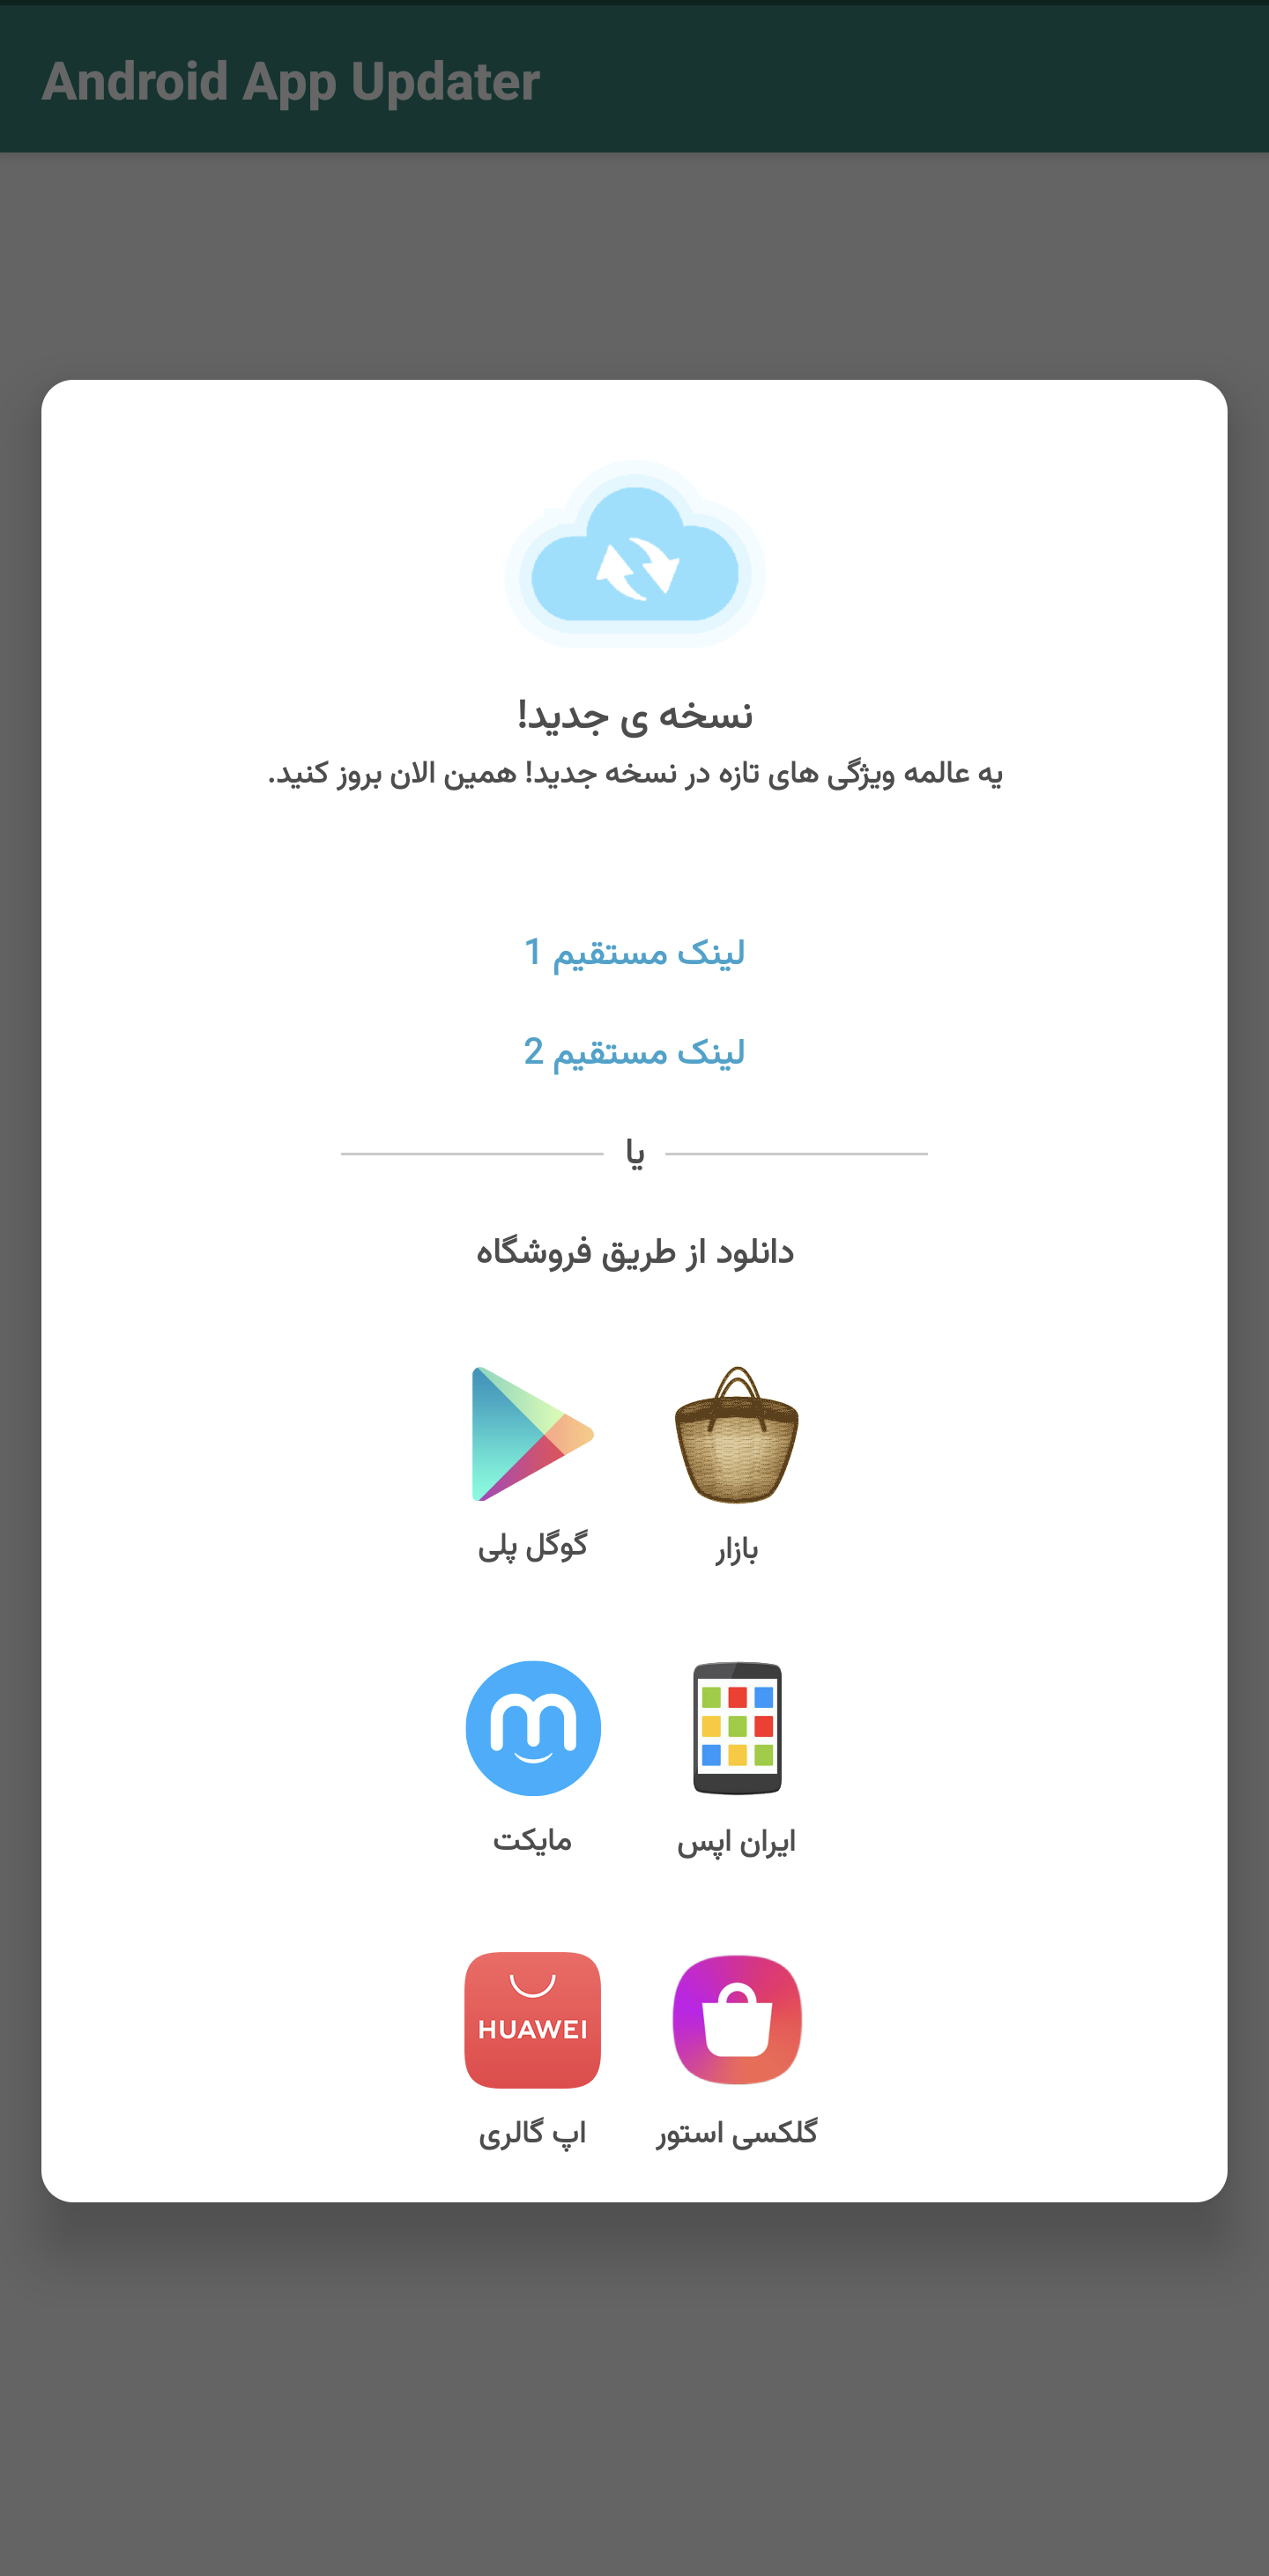 Android App Updater
نسخه ی جدید!
یه عالمه ویژگی های تازه در نسخه جدید! همین الان بروز کنید.
لینک مستقیم 1
لینک مستقیم 2
یا
دانلود از طریق فروشگاه
بازار
گوگل پلی
ایران اپس
مایکت
HUAWEI
گلکسی استور
اپ گالری